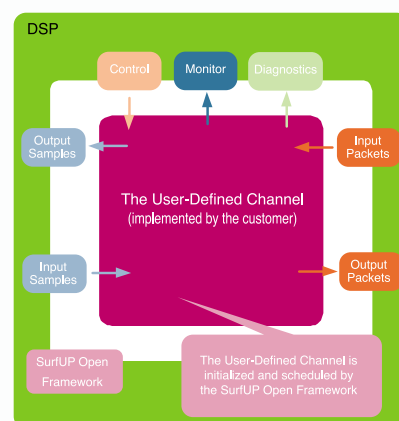 DSP
Control
Monitor
Diagnostics
Output
Samples
Input
Packets
The User-Defined Channel
(implemented by the customer)
Input
Samples
Output
Packets
SurfUP Open
Framework
The User-Defined Channel is
initialized and scheduled by
the SurfUP Open Framework